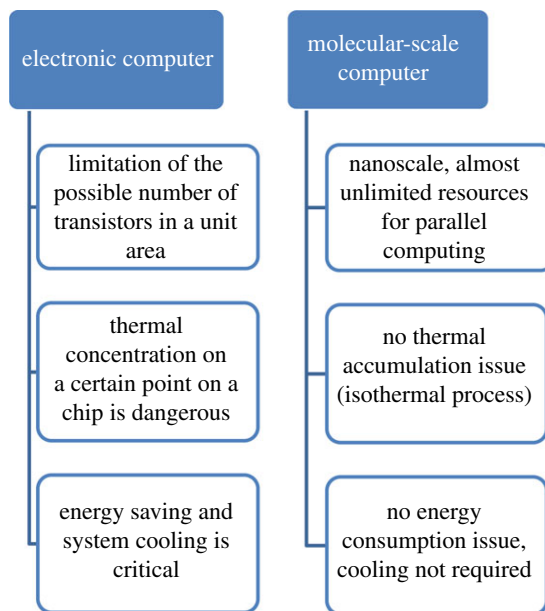 electronic computer
limitation of the
possible number of
transistors in a unit
area
thermal
concentration on
a certain point on a
chip is dangerous
energy saving and
system cooling is
critical
molecular-scale
computer
nanoscale, almost
unlimited resources
for parallel
computing
no thermal
accumulation issue
(isothermal process)
no energy
consumption issue,
cooling not required